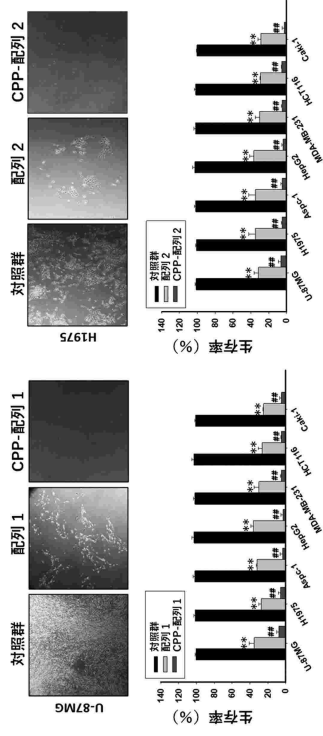 対照群 配列 1 CPP-配列 1
U-87MG
140
120
100
80
60
40
20
0
生存率 (%)
対照群
配列 1
CPP-配列 1
** ## ** ## ** ## ** ## ** ## ** ## ** ##
U-87MG H1975 Aspc-1 HepG2 MDA-MB-231 HCT116 Caki-1
対照群 配列 2 CPP-配列 2
H1975
140
120
100
80
60
40
20
0
生存率 (%)
対照群
配列 2
CPP-配列 2
** ## ** ## ** ## ** ## ** ## ** ## ** ##
U-87MG H1975 Aspc-1 HepG2 MDA-MB-231 HCT116 Caki-1